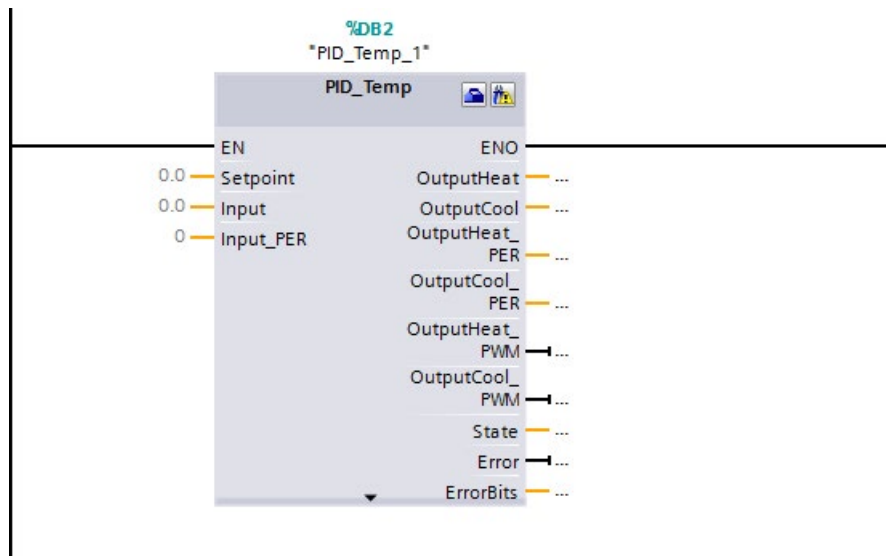 %DB2
"PID_Temp_1"
PID_Temp
EN ENO
0.0 Setpoint OutputHeat ...
0.0 Input OutputCool ...
0 Input_PER OutputHeat_
PER ...
OutputCool_
PER ...
OutputHeat_
PWM ...
OutputCool_
PWM ...
State ...
Error ...
ErrorBits ...